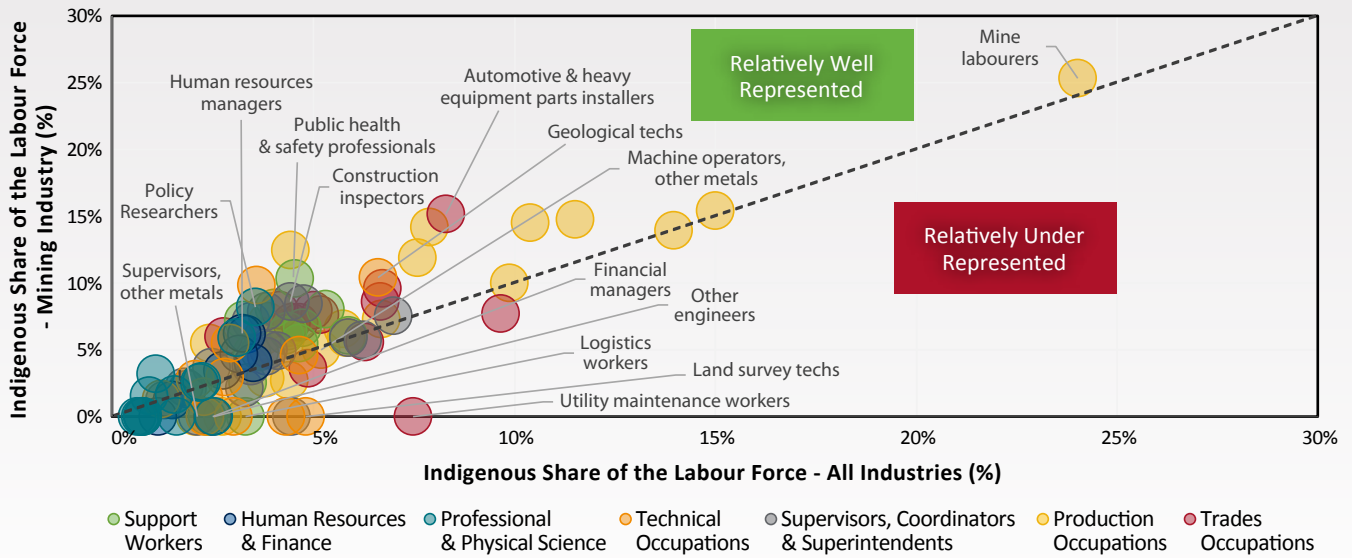 Indigenous Share of the Labour Force
- Mining Industry (%)
30%
25%
20%
15%
10%
5%
0%
Human resources
managers
Automotive & heavy
equipment parts installers
Relatively Well
Represented
Mine
labourers
Public health
& safety professionals
Geological techs
Machine operators,
other metals
Policy
Researchers
Construction
inspectors
Relatively Under
Represented
Supervisors,
other metals
Financial
managers
Other
engineers
Logistics
workers
Land survey techs
Utility maintenance workers
0%
5%
10%
15%
20%
25%
30%
Indigenous Share of the Labour Force - All Industries (%)
Support
Workers
Human Resources
& Finance
Professional
& Physical Science
Technical
Occupations
Supervisors, Coordinators
& Superintendents
Production
Occupations
Trades
Occupations